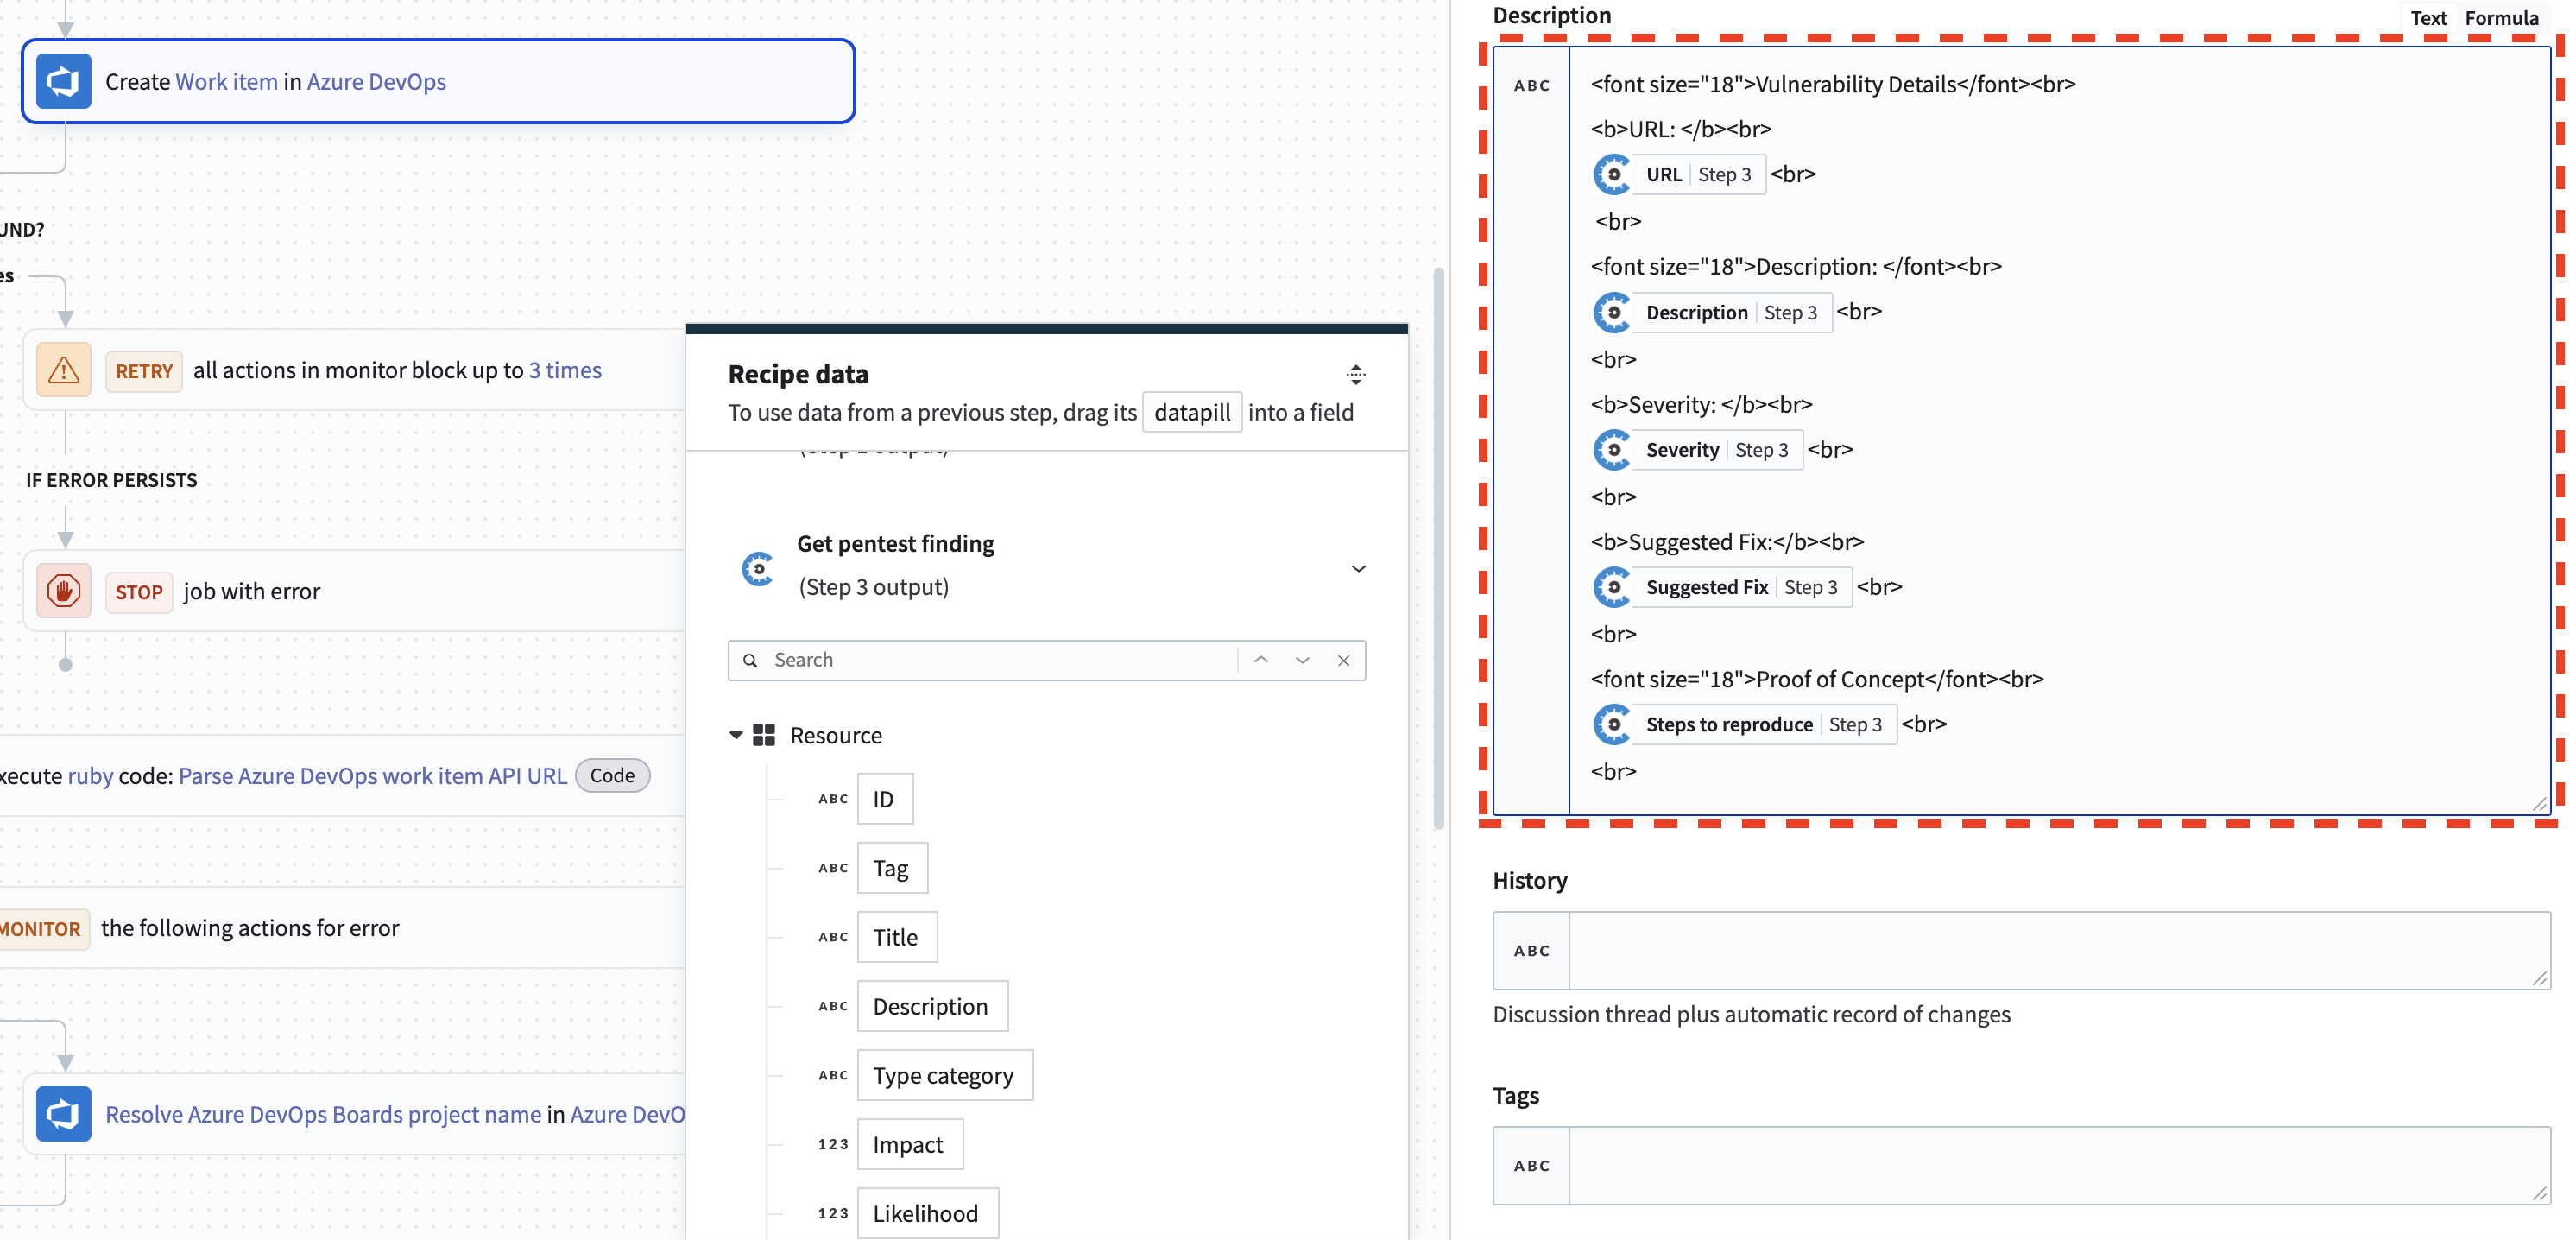 Create Work item in Azure DevOps
UND?
es
RETRY all actions in monitor block up to 3 times
IF ERROR PERSISTS
STOP job with error
xecute ruby code: Parse Azure DevOps work item API URL Code
MONITOR the following actions for error
Resolve Azure DevOps Boards project name in Azure DevO
Recipe data
To use data from a previous step, drag its datapill into a field
Get pentest finding
(Step 3 output)
Search
Resource
ABC ID
ABC Tag
ABC Title
ABC Description
ABC Type category
123 Impact
123 Likelihood
Description
Text Formula
ABC
<font size="18">Vulnerability Details</font><br>
<b>URL: </b><br>
URL Step 3 <br>
<br>
<font size="18">Description: </font><br>
Description Step 3 <br>
<br>
<b>Severity: </b><br>
Severity Step 3 <br>
<br>
<b>Suggested Fix:</b><br>
Suggested Fix Step 3 <br>
<br>
<font size="18">Proof of Concept</font><br>
Steps to reproduce Step 3 <br>
<br>
History
ABC
Discussion thread plus automatic record of changes
Tags
ABC